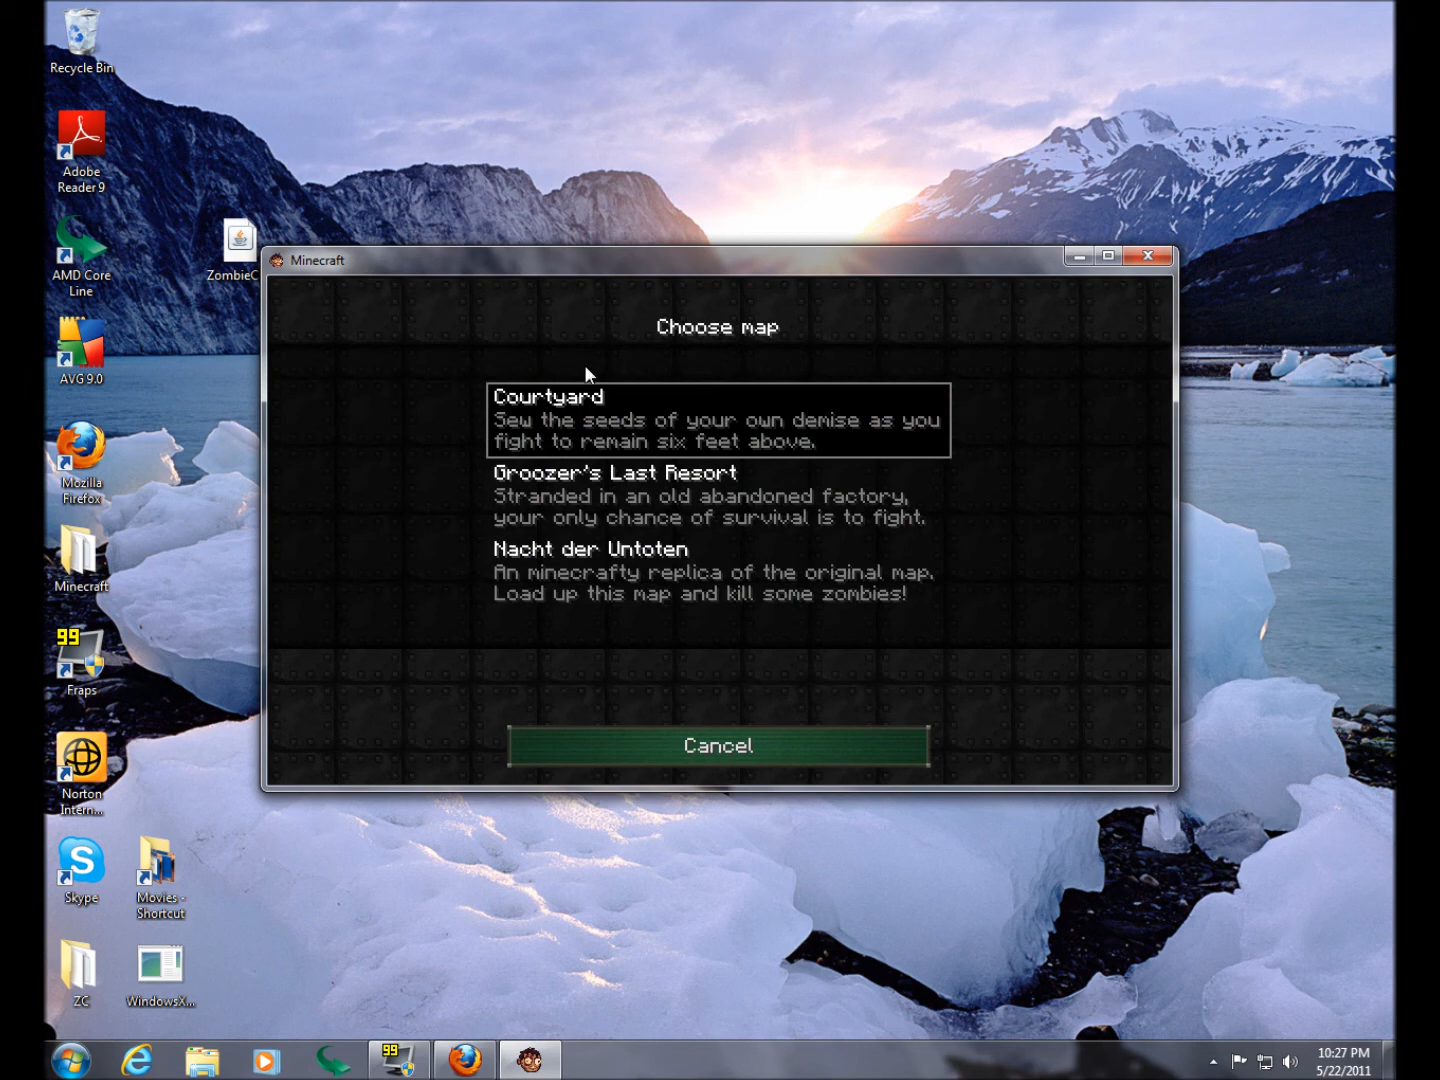 Recycle Bin
Adobe
Reader 9
AMD Core
Line
ZombieC
AVG 9.0
Mozilla
Firefox
Minecraft
99
Fraps
Norton
Intern...
Skype
Movies -
Shortcut
ZC
WindowsX...
Minecraft
Choose map
Courtyard
Sew the seeds of your own demise as you
fight to remain six feet above.
Groozer's Last Resort
Stranded in an old abandoned factory,
your only chance of survival is to fight.
Nacht der Untoten
An minecrafty replica of the original map.
Load up this map and kill some zombies!
Cancel
99
10:27 PM
5/22/2011